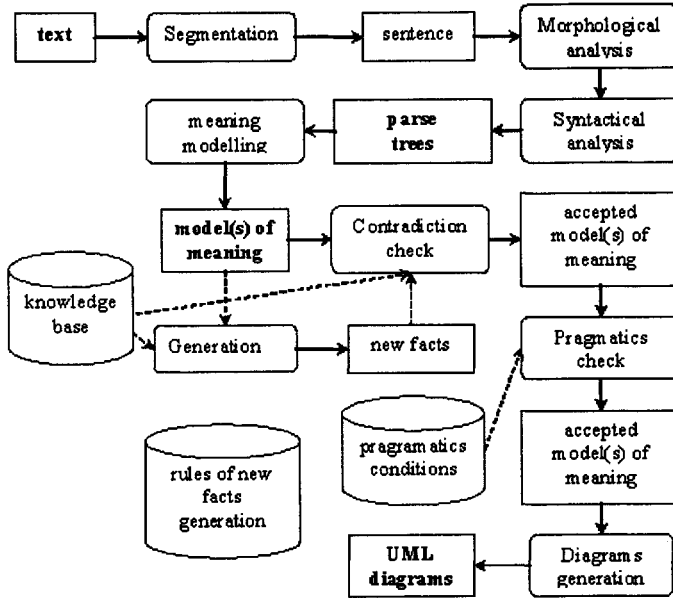 text
Segmentation
sentence
Morphological
analysis
meaning
modelling
parse
trees
Syntactical
analysis
model(s) of
meaning
Contradiction
check
accepted
model(s) of
meaning
knowledge
base
Generation
new facts
Pragmatics
check
rules of new
facts
generation
pragramatics
conditions
accepted
model(s) of
meaning
UML
diagrams
Diagrams
generation